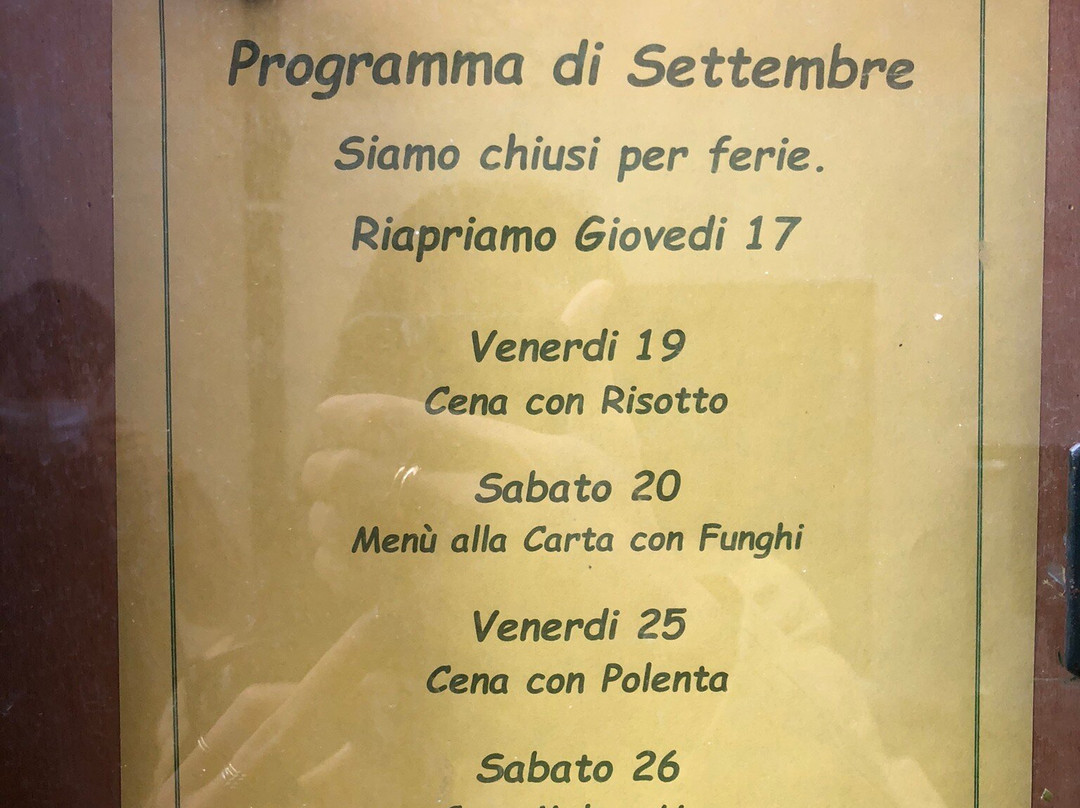 Programma di Settembre
Siamo chiusi per ferie.
Riapriamo Giovedi 17
Venerdi 19
Cena con Risotto
Sabato 20
Menù alla Carta con Funghi
Venerdi 25
Cena con Polenta
Sabato 26